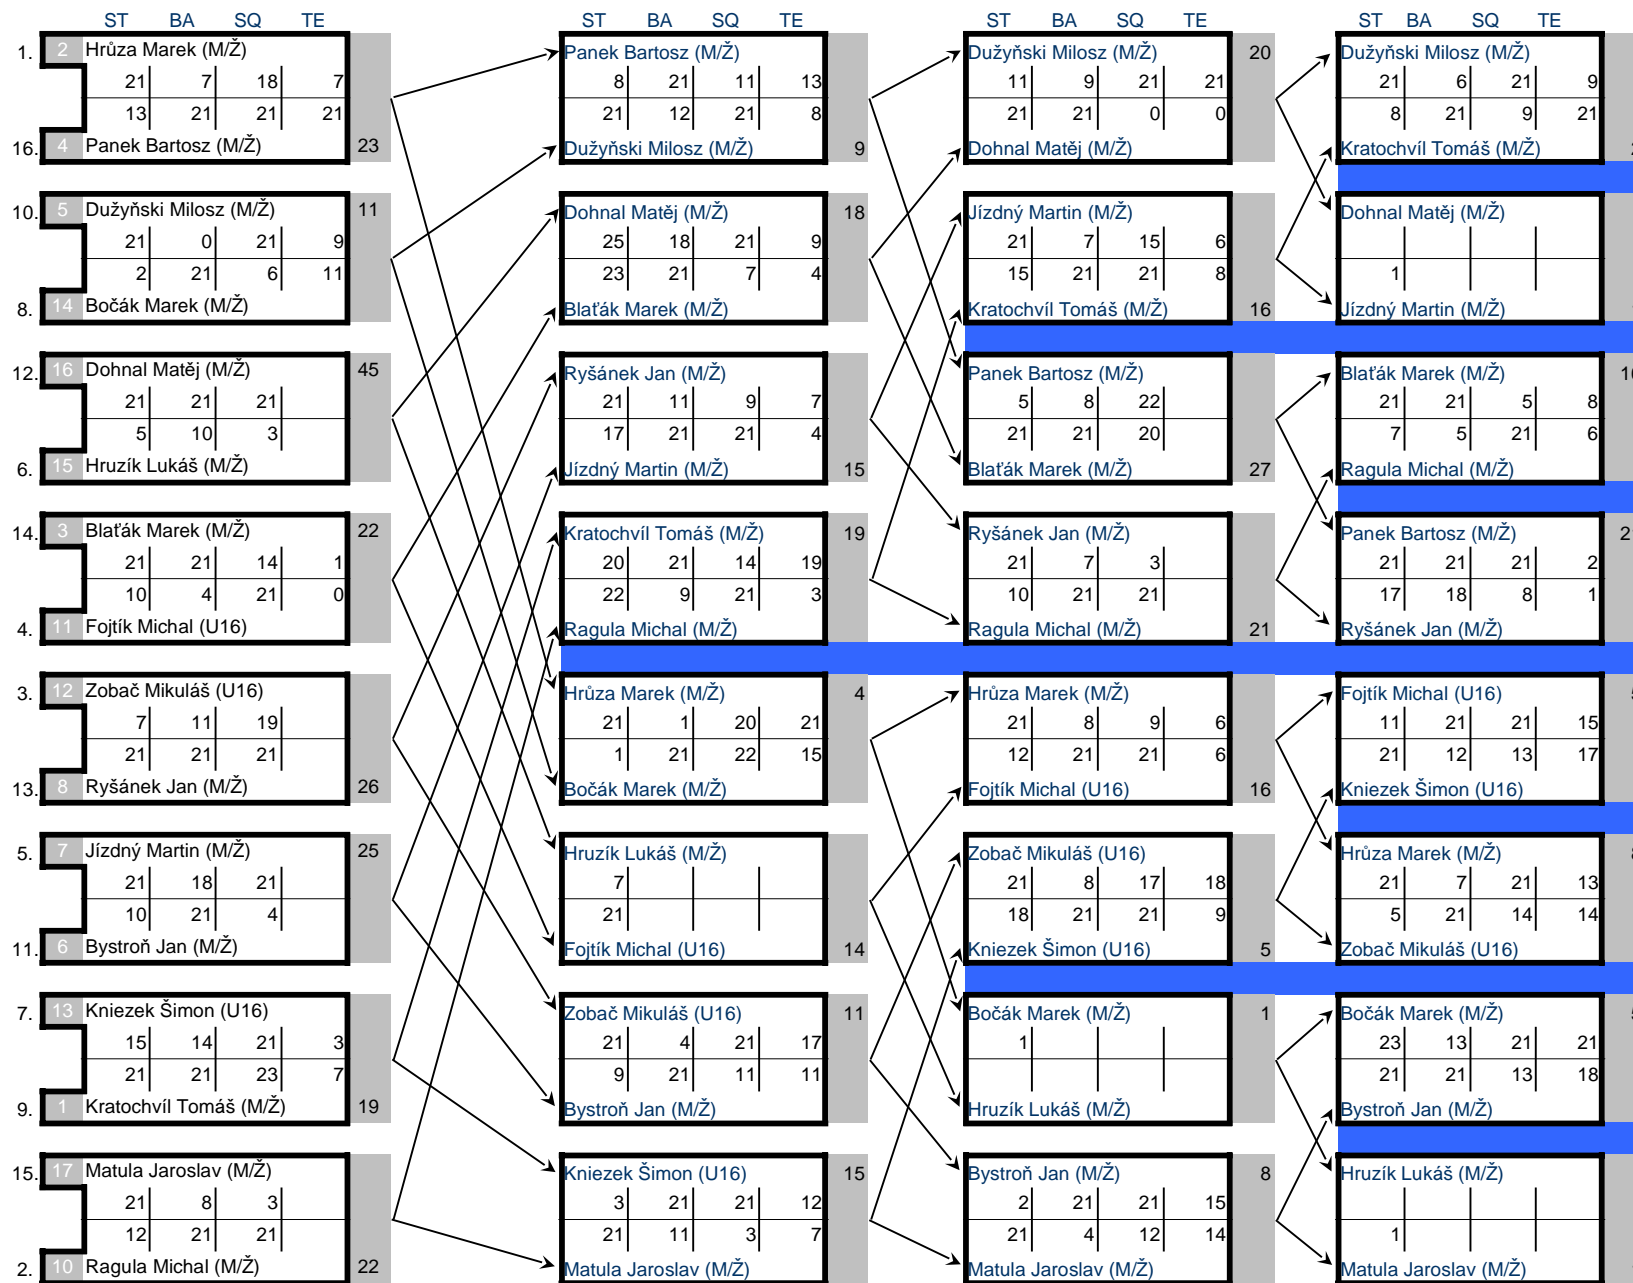 ST BA SQ TE
1. 2 Hrůza Marek (M/Ž)
21 7 18 7
13 21 21 21
16. 4 Panek Bartosz (M/Ž) 23
10. 5 Dužyňski Milosz (M/Ž) 11
21 0 21 9
2 21 6 11
8. 14 Bočák Marek (M/Ž)
12. 16 Dohnal Matěj (M/Ž) 45
21 21 21
5 10 3
6. 15 Hruzík Lukáš (M/Ž)
14. 3 Blaťák Marek (M/Ž) 22
21 21 14 1
10 4 21 0
4. 11 Fojtík Michal (U16)
3. 12 Zobač Mikuláš (U16)
7 11 19
21 21 21
13. 8 Ryšánek Jan (M/Ž) 26
5. 7 Jízdný Martin (M/Ž) 25
21 18 21
10 21 4
11. 6 Bystroň Jan (M/Ž)
7. 13 Kniezek Šimon (U16)
15 14 21 3
21 21 23 7
9. 1 Kratochvíl Tomáš (M/Ž) 19
15. 17 Matula Jaroslav (M/Ž)
21 8 3
12 21 21
2. 10 Ragula Michal (M/Ž) 22
ST BA SQ TE
Panek Bartosz (M/Ž)
8 21 11 13
21 12 21 8
Dužyňski Milosz (M/Ž) 9
Dohnal Matěj (M/Ž) 18
25 18 21 9
23 21 7 4
Blaťák Marek (M/Ž)
Ryšánek Jan (M/Ž)
21 11 9 7
17 21 21 4
Jízdný Martin (M/Ž) 15
Kratochvíl Tomáš (M/Ž) 19
20 21 14 19
22 9 21 3
Ragula Michal (M/Ž)
Hrůza Marek (M/Ž) 4
21 1 20 21
1 21 22 15
Bočák Marek (M/Ž)
Hruzík Lukáš (M/Ž)
7
21
Fojtík Michal (U16) 14
Zobač Mikuláš (U16) 11
21 4 21 17
9 21 11 11
Bystroň Jan (M/Ž)
Kniezek Šimon (U16) 15
3 21 21 12
21 11 3 7
Matula Jaroslav (M/Ž)
ST BA SQ TE
Dužyňski Milosz (M/Ž) 20
11 9 21 21
21 21 0 0
Dohnal Matěj (M/Ž)
Jízdný Martin (M/Ž)
21 7 15 6
15 21 21 8
Kratochvíl Tomáš (M/Ž) 16
Panek Bartosz (M/Ž)
5 8 22
21 21 20
Blaťák Marek (M/Ž) 27
Ryšánek Jan (M/Ž)
21 7 3
10 21 21
Ragula Michal (M/Ž) 21
Hrůza Marek (M/Ž)
21 8 9 6
12 21 21 6
Fojtík Michal (U16) 16
Zobač Mikuláš (U16)
21 8 17 18
18 21 21 9
Kniezek Šimon (U16) 5
Bočák Marek (M/Ž) 1
1
Hruzík Lukáš (M/Ž)
Bystroň Jan (M/Ž) 8
2 21 21 15
21 4 12 14
Matula Jaroslav (M/Ž)
ST BA SQ TE
Dužyňski Milosz (M/Ž)
21 6 21 9
8 21 9 21
Kratochvíl Tomáš (M/Ž)
Dohnal Matěj (M/Ž)
1
Jízdný Martin (M/Ž)
Blaťák Marek (M/Ž)
21 21 5 8
7 5 21 6
Ragula Michal (M/Ž)
Panek Bartosz (M/Ž)
21 21 21 2
17 18 8 1
Ryšánek Jan (M/Ž)
Fojtík Michal (U16)
11 21 21 15
21 12 13 17
Kniezek Šimon (U16)
Hrůza Marek (M/Ž)
21 7 21 13
5 21 14 14
Zobač Mikuláš (U16)
Bočák Marek (M/Ž)
23 13 21 21
21 21 13 18
Bystroň Jan (M/Ž)
Hruzík Lukáš (M/Ž)
1
Matula Jaroslav (M/Ž)